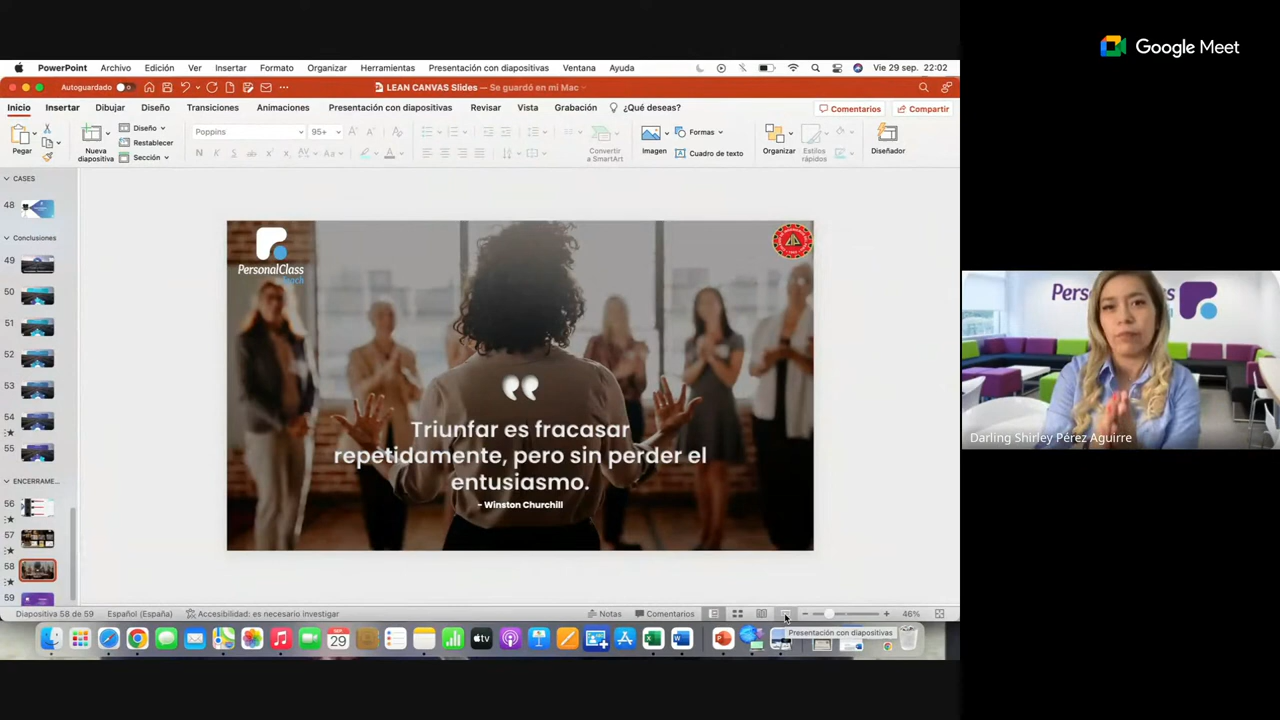 Google Meet
PowerPoint Archivo Edición Ver Insertar Formato Organizar Herramientas Presentación con diapositivas Ventana Ayuda Vie 29 sep. 22:02
Autoguardado LEAN CANVAS Slides — Se guardó en mi Mac
Inicio Insertar Dibujar Diseño Transiciones Animaciones Presentación con diapositivas Revisar Vista Grabación ¿Qué deseas? Comentarios Compartir
Pegar
Nueva diapositiva
Diseño
Restablecer
Sección
Poppins 95+
N K S ab
Convertir a SmartArt
Imagen
Formas
Cuadro de texto
Organizar
Estilos rápidos
Diseñador
CASES
48
Conclusiones
49
50
51
52
53
54
55
ENCERRAME...
56
57
58
59
PersonalClass
Triunfar es fracasar
repetidamente, pero sin perder el
entusiasmo.
- Winston Churchill
Darling Shirley Pérez Aguirre
Diapositiva 58 de 59 Español (España) Accesibilidad: es necesario investigar Notas Comentarios 46%
Presentación con diapositivas
SEP
29
tv